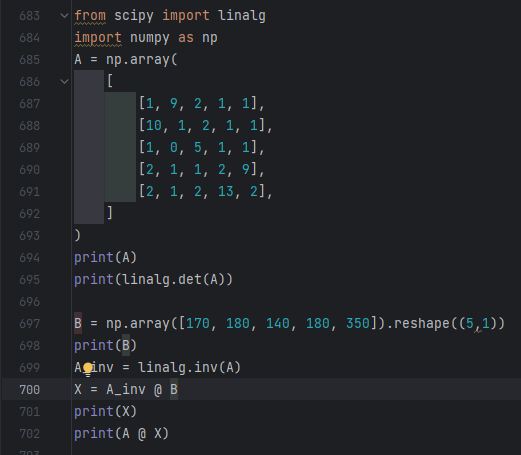 683 from scipy import linalg
684 import numpy as np
685 A = np.array(
686     [
687         [1, 9, 2, 1, 1],
688         [10, 1, 2, 1, 1],
689         [1, 0, 5, 1, 1],
690         [2, 1, 1, 2, 9],
691         [2, 1, 2, 13, 2],
692     ]
693 )
694 print(A)
695 print(linalg.det(A))
697 B = np.array([170, 180, 140, 180, 350]).reshape((5,1))
698 print(B)
699 A_inv = linalg.inv(A)
700 X = A_inv @ B
701 print(X)
702 print(A @ X)